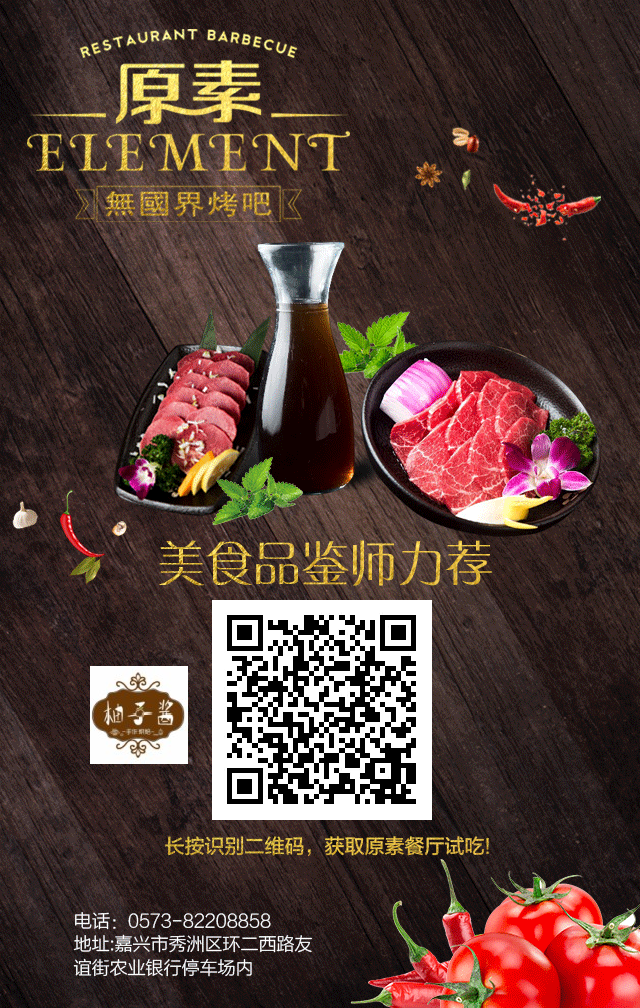 RESTAURANT BARBECUE
原素
ELEMENT
無國界烤吧
美食品鉴师力荐
柚子酱
长按识别二维码，获取原素餐厅试吃!
电话：0573-82208858
地址:嘉兴市秀洲区环二西路友
谊街农业银行停车场内